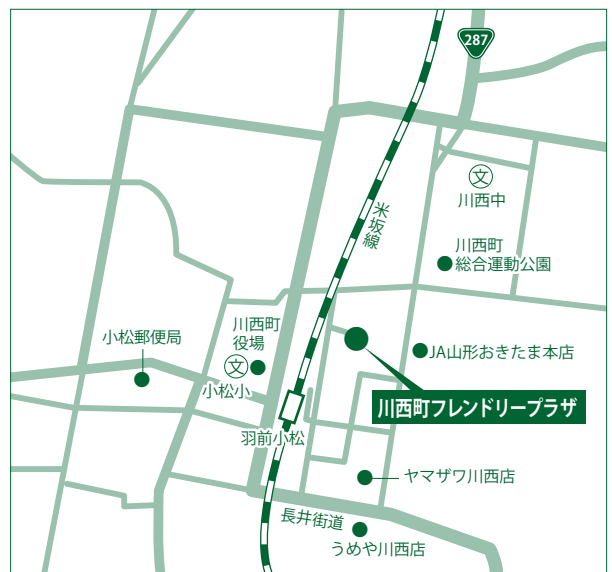 287
文
川西中
米坂線
川西町
総合運動公園
川西町
役場
小松郵便局
JA山形おきたま本店
文
小松小
川西町フレンドリープラザ
羽前小松
ヤマザワ川西店
長井街道
うめや川西店